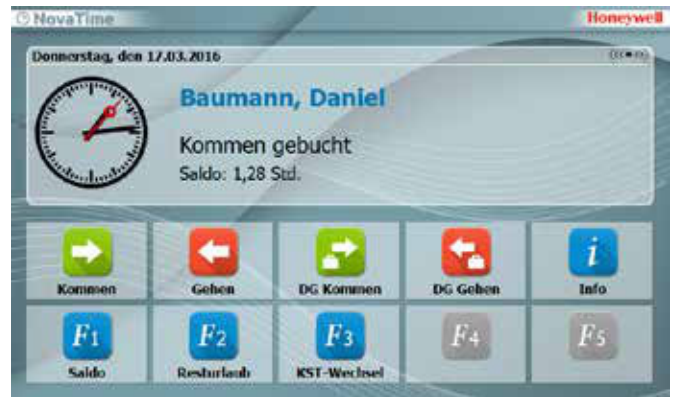 NovaTime
Honeywell
Donnerstag, den 17.03.2016
Baumann, Daniel
Kommen gebucht
Saldo: 1,28 Std.
Kommen
Gehen
DG Kommen
DG Gehen
i
Info
F1
F2
F3
F4
F5
Saldo
Resturlaub
KST-Wechsel